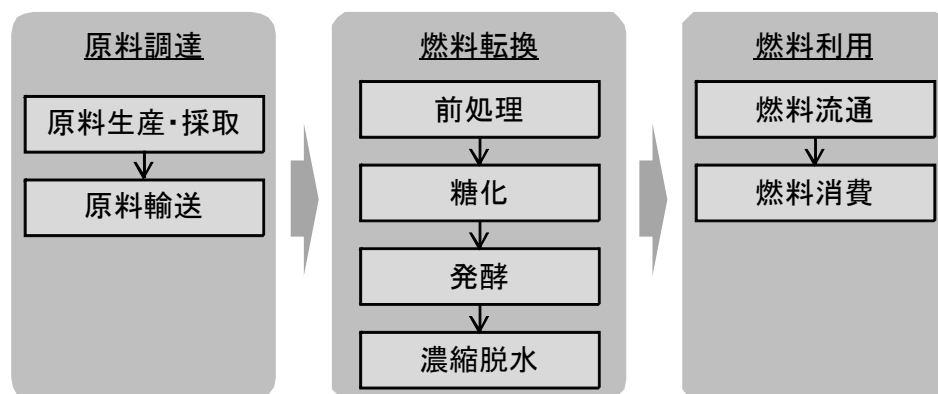 原料調達
原料生産・採取
原料輸送
燃料転換
前処理
糖化
発酵
濃縮脱水
燃料利用
燃料流通
燃料消費